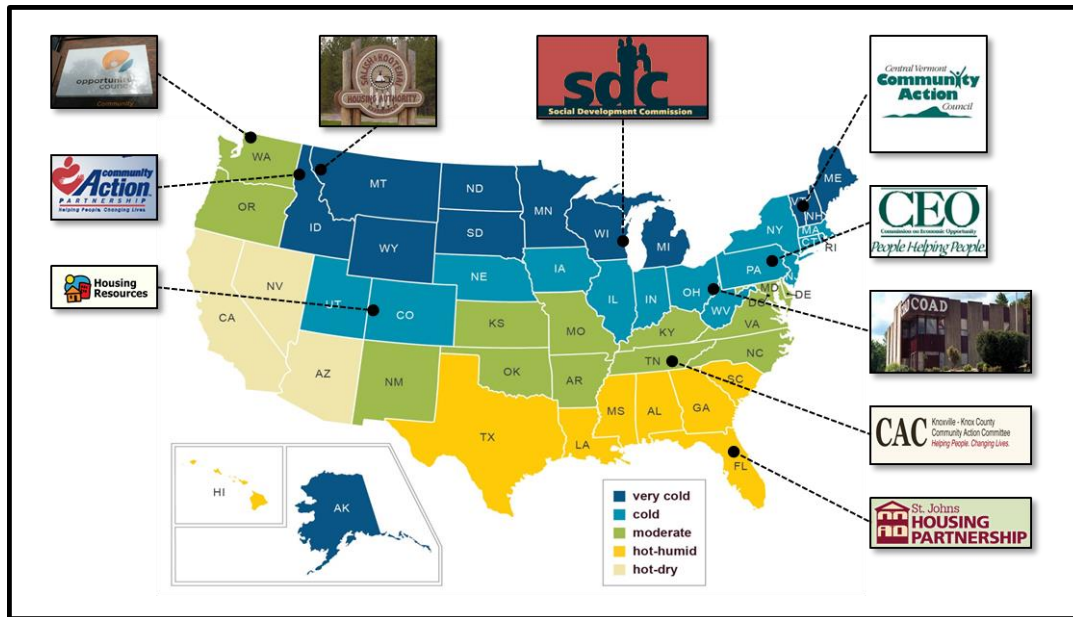 opportunity
council
Community
SALISH & KOOTENAI
HOUSING AUTHORITY
sdc
Social Development Commission
Central Vermont
Community
Action
Council
community
Action
PARTNERSHIP
Helping People. Changing Lives
CEO
Commission on Economic Opportunity
People Helping People.
Housing
Resources
COAD
CAC
Knoxville - Knox County
Community Action Committee
Helping People. Changing Lives.
St. Johns
HOUSING
PARTNERSHIP
WA
MT
ND
MN
ME
VT
NH
OR
ID
SD
WI
MI
NY
MA
CT
RI
WY
NE
IA
PA
NJ
NV
UT
CO
IL
IN
OH
MD
DE
DC
WV
CA
KS
MO
KY
VA
AZ
NM
OK
AR
TN
NC
SC
TX
LA
MS
AL
GA
FL
HI
AK
very cold
cold
moderate
hot-humid
hot-dry